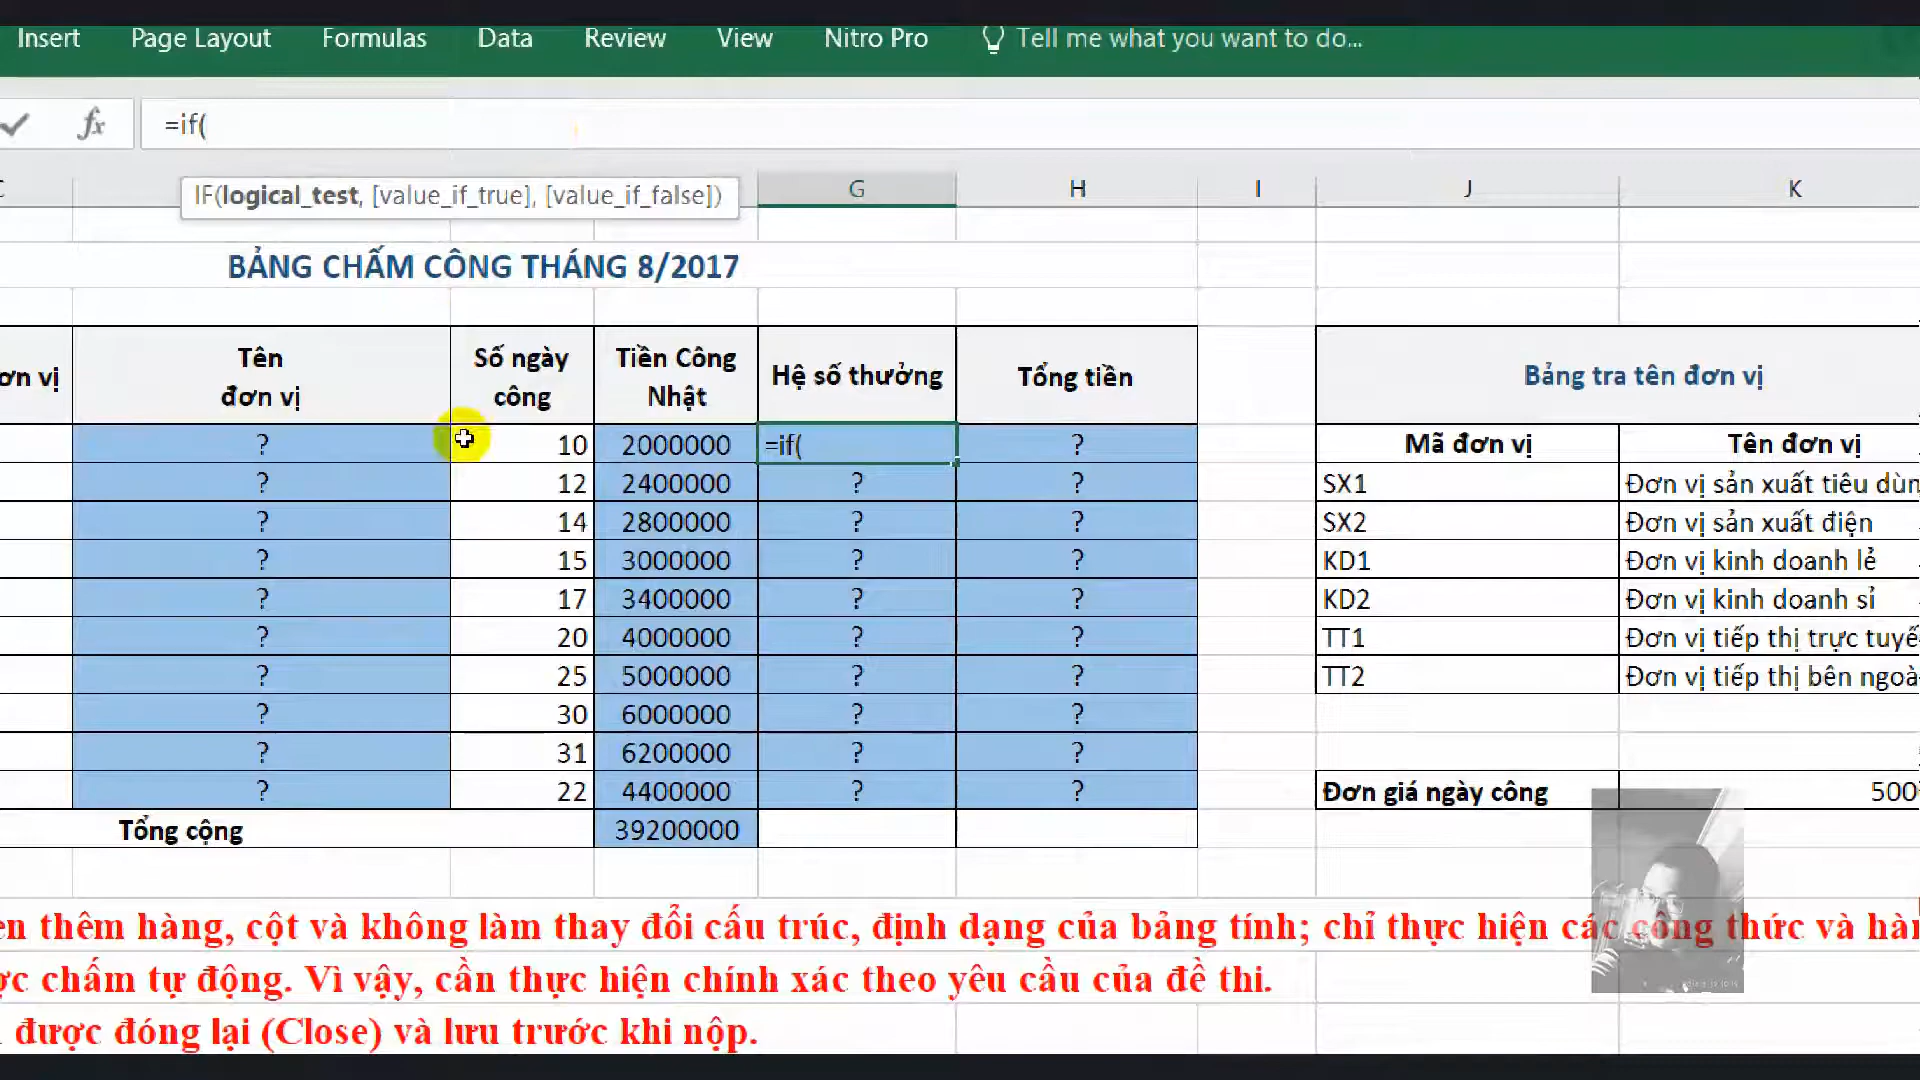 Insert Page Layout Formulas Data Review View Nitro Pro Tell me what you want to do...
fx =if(
IF(logical_test, [value_if_true], [value_if_false])
G H I J K
BẢNG CHẤM CÔNG THÁNG 8/2017
vị Tên đơn vị Số ngày công Tiền Công Nhật Hệ số thưởng Tổng tiền Bảng tra tên đơn vị
? 10 2000000 =if( ? Mã đơn vị Tên đơn vị
? 12 2400000 ? ? SX1 Đơn vị sản xuất tiêu
? 14 2800000 ? ? SX2 Đơn vị sản xuất điện
? 15 3000000 ? ? KD1 Đơn vị kinh doanh lẻ
? 17 3400000 ? ? KD2 Đơn vị kinh doanh sỉ
? 20 4000000 ? ? TT1 Đơn vị tiếp thị trực
? 25 5000000 ? ? TT2 Đơn vị tiếp thị bên
? 30 6000000 ? ?
? 31 6200000 ? ?
? 22 4400000 ? ? Đơn giá ngày công 500
Tổng cộng 39200000
thêm hàng, cột và không làm thay đổi cấu trúc, định dạng của bảng tính; chỉ thực hiện các công thức và
chấm tự động. Vì vậy, cần thực hiện chính xác theo yêu cầu của đề thi.
được đóng lại (Close) và lưu trước khi nộp.